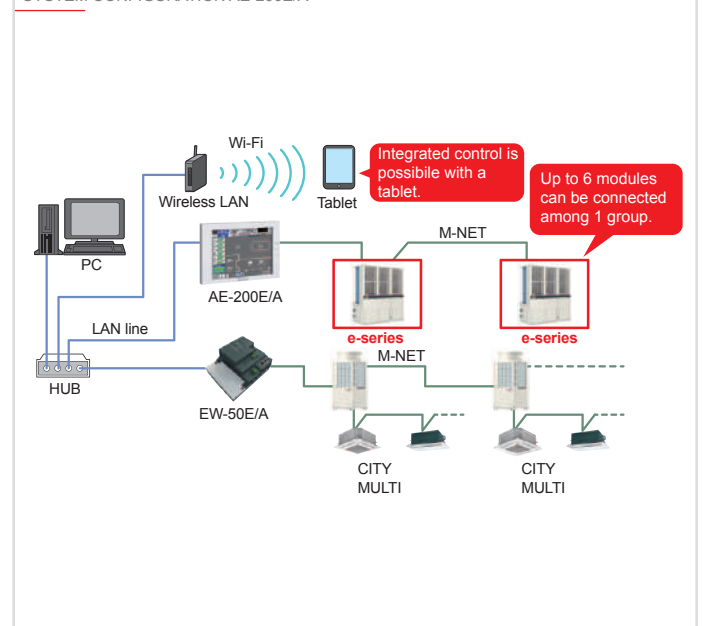 Wi-Fi
Integrated control is
possibile with a
tablet.
Up to 6 modules
can be connected
among 1 group.
Wireless LAN
Tablet
M-NET
PC
AE-200E/A
LAN line
e-series
e-series
M-NET
HUB
EW-50E/A
CITY
MULTI
CITY
MULTI